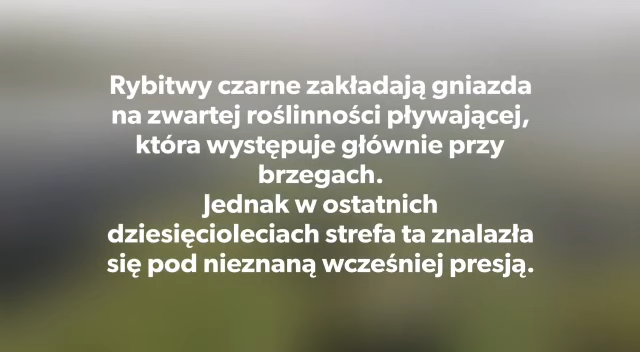 Rybitwy czarne zakładają gniazda
na zwartej roślinności pływającej,
która występuje głównie przy
brzegach.
Jednak w ostatnich
dziesięcioleciach strefa ta znalazła
się pod nieznaną wcześniej presją.